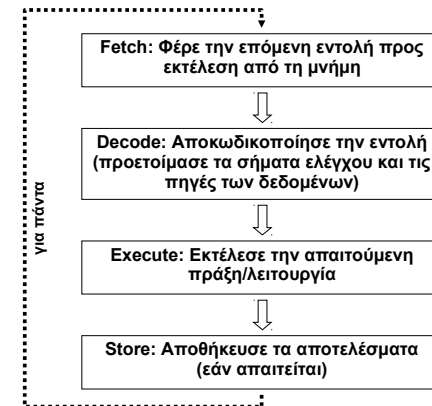 Fetch: Φέρε την επόμενη εντολή προς
εκτέλεση από τη μνήμη
Decode: Αποκωδικοποίησε την εντολή
(προετοίμασε τα σήματα ελέγχου και τις
πηγές των δεδομένων)
για πάντα
Execute: Εκτέλεσε την απαιτούμενη
πράξη/λειτουργία
Store: Αποθήκευσε τα αποτελέσματα
(εάν απαιτείται)